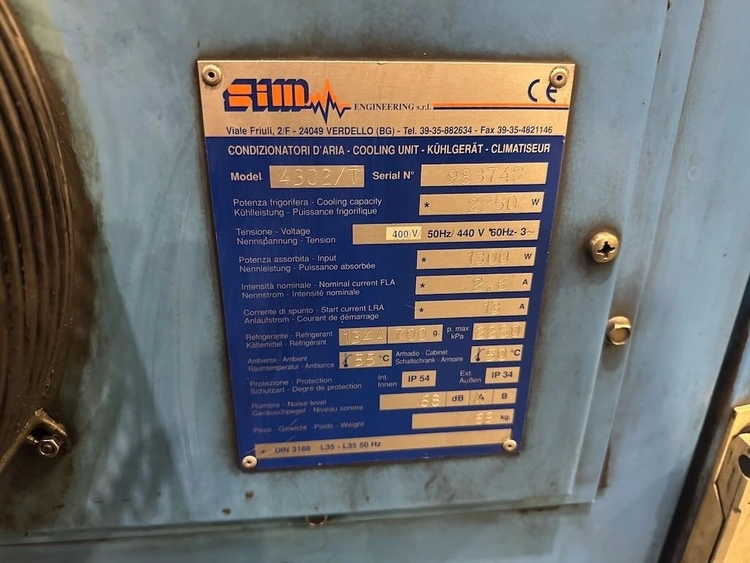 Sim ENGINEERING s.r.l. CE
Viale Friuli, 2/F - 24049 VERDELLO (BG) - Tel. 39-35-882634 - Fax 39-35-4821146
CONDIZIONATORI D'ARIA - COOLING UNIT - KÜHLGERÄT - CLIMATISEUR
Model 4302/T Serial N° 983742
Potenza frigorifera - Cooling capacity
Kühlleistung - Puissance frigorifique * 2250 W
Tensione - Voltage
Nennspannung - Tension 400 V 50Hz/ 440 V *60Hz- 3~
Potenza assorbita - Input
Nennleistung - Puissance absorbée * 1300 W
Intensità nominale - Nominal current FLA
Nennstrom - Intensité nominale * 2.8 A
Corrente di spunto - Start current LRA
Anlaufstrom - Courant de démarrage * 13 A
Refrigerante - Refrigerant
Kältemittel - Réfrigérant 134A 700 g. p. max kPa 2250
Ambiente - Ambient
Raumtemperatur - Ambiance 55 °C Armadio - Cabinet
Schaltschrank - Armoire 50 °C
Protezione - Protection
Schutzart - Degré de protection Int. Innen IP 54 Ext. Außen IP 34
Rumore - Noise level
Geräuschpegel - Niveau sonore 68 dB A B
Peso - Gewicht Poids - Weight 68 kg.
* DIN 3168 L35 - L35 50 Hz